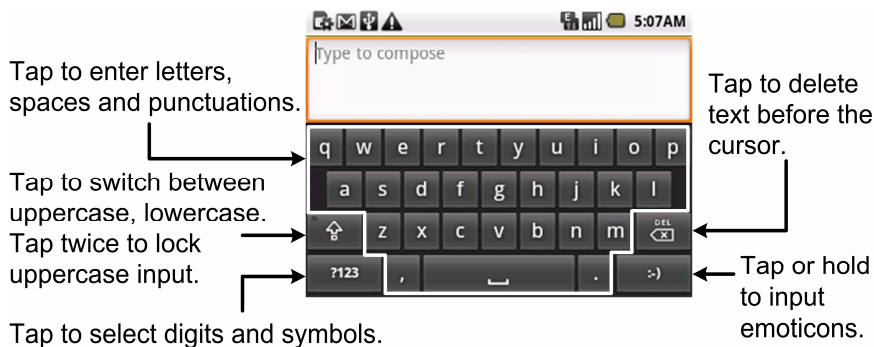 5:07AM
Type to compose
Tap to enter letters,
spaces and punctuations.
Tap to delete
text before the
cursor.
q w e r t y u i o p
a s d f g h j k l
Tap to switch between
uppercase, lowercase.
Tap twice to lock
uppercase input.
z x c v b n m DEL
?123 , . :-)
Tap or hold
to input
emoticons.
Tap to select digits and symbols.